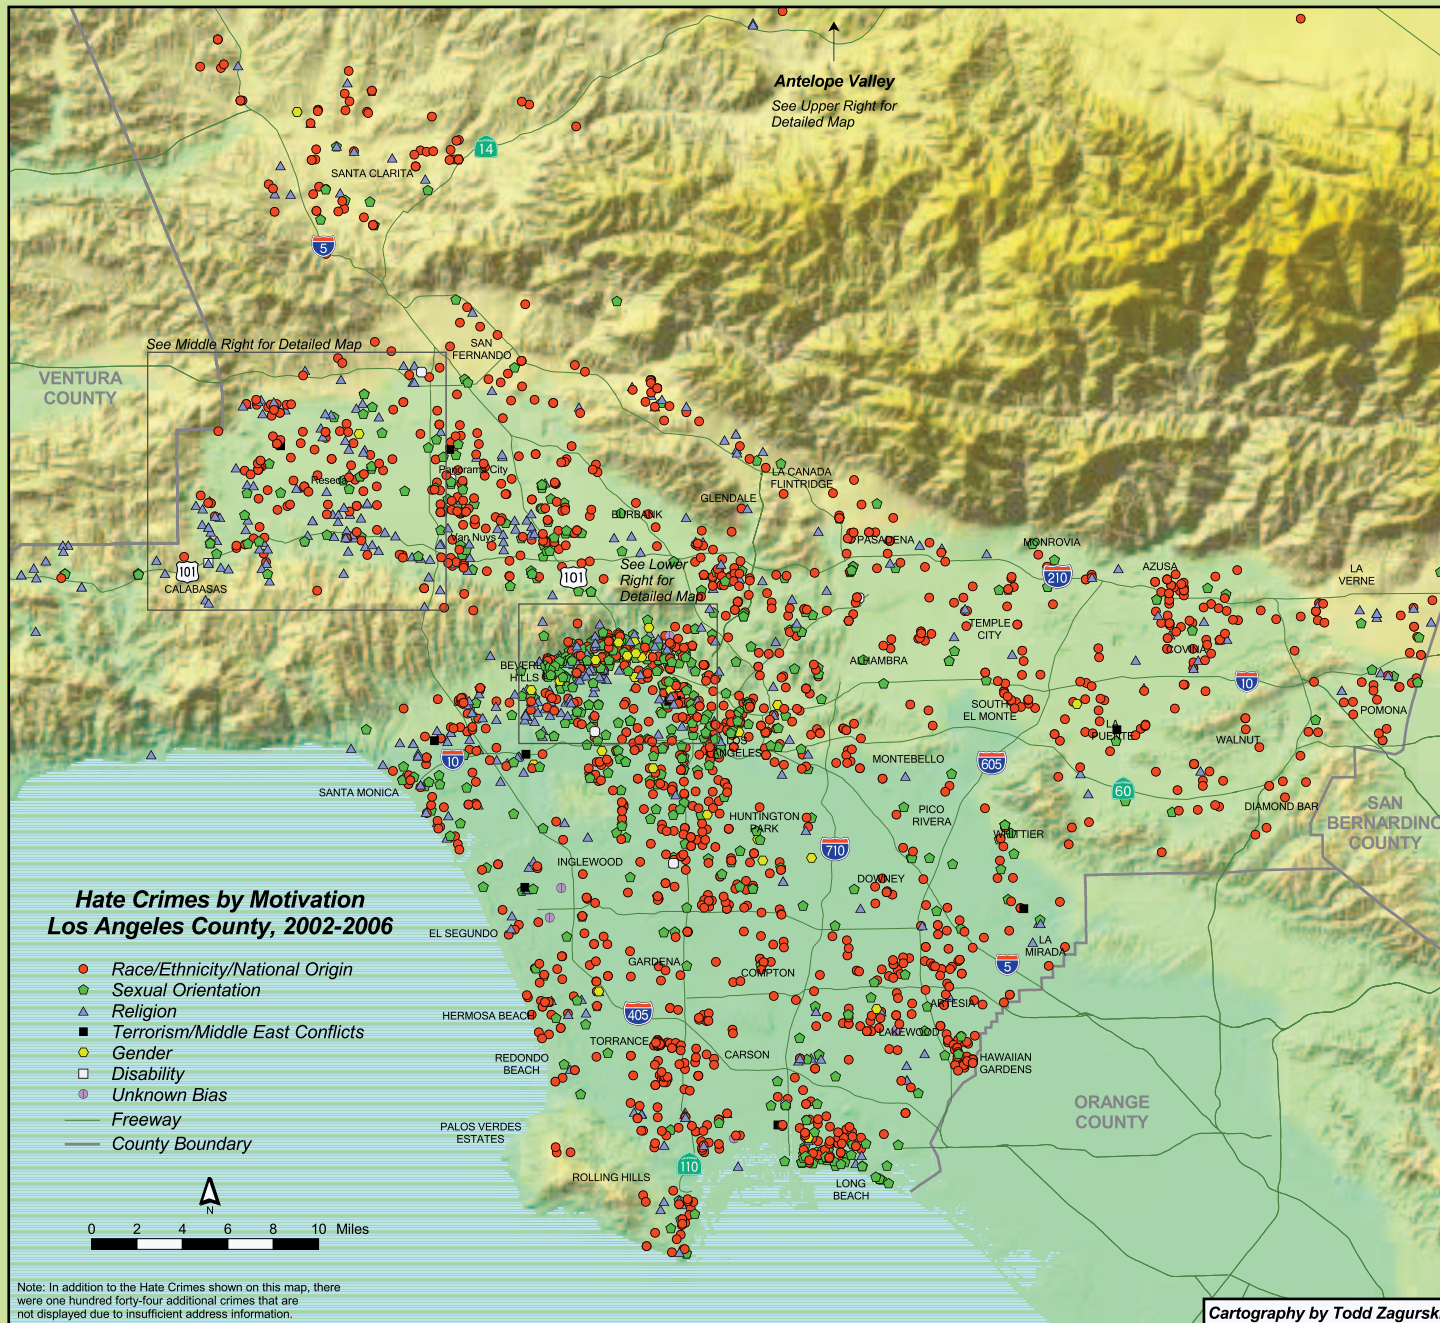 Antelope Valley
See Upper Right for
Detailed Map
14
SANTA CLARITA
5
See Middle Right for Detailed Map
SAN
FERNANDO
VENTURA
COUNTY
Panorama City
Reseda
LA CANADA
FLINTRIDGE
GLENDALE
BURBANK
Van Nuys
PASADENA
MONROVIA
See Lower
Right for
Detailed Map
101
101
CALABASAS
210
AZUSA
LA
VERNE
TEMPLE
CITY
COVINA
ALHAMBRA
BEVERLY
HILLS
10
SOUTH
EL MONTE
POMONA
LA
PUENTE
WALNUT
LOS
ANGELES
10
MONTEBELLO
605
SANTA MONICA
60
DIAMOND BAR
PICO
RIVERA
SAN
BERNARDINO
COUNTY
HUNTINGTON
PARK
WHITTIER
710
INGLEWOOD
DOWNEY
Hate Crimes by Motivation
Los Angeles County, 2002-2006
EL SEGUNDO
LA
MIRADA
GARDENA
COMPTON
5
Race/Ethnicity/National Origin
Sexual Orientation
Religion
Terrorism/Middle East Conflicts
Gender
Disability
Unknown Bias
Freeway
County Boundary
ARTESIA
HERMOSA BEACH
405
LAKEWOOD
TORRANCE
CARSON
REDONDO
BEACH
HAWAIIAN
GARDENS
ORANGE
COUNTY
PALOS VERDES
ESTATES
110
ROLLING HILLS
LONG
BEACH
N
0 2 4 6 8 10 Miles
Note: In addition to the Hate Crimes shown on this map, there
were one hundred forty-four additional crimes that are
not displayed due to insufficient address information.
Cartography by Todd Zagursk